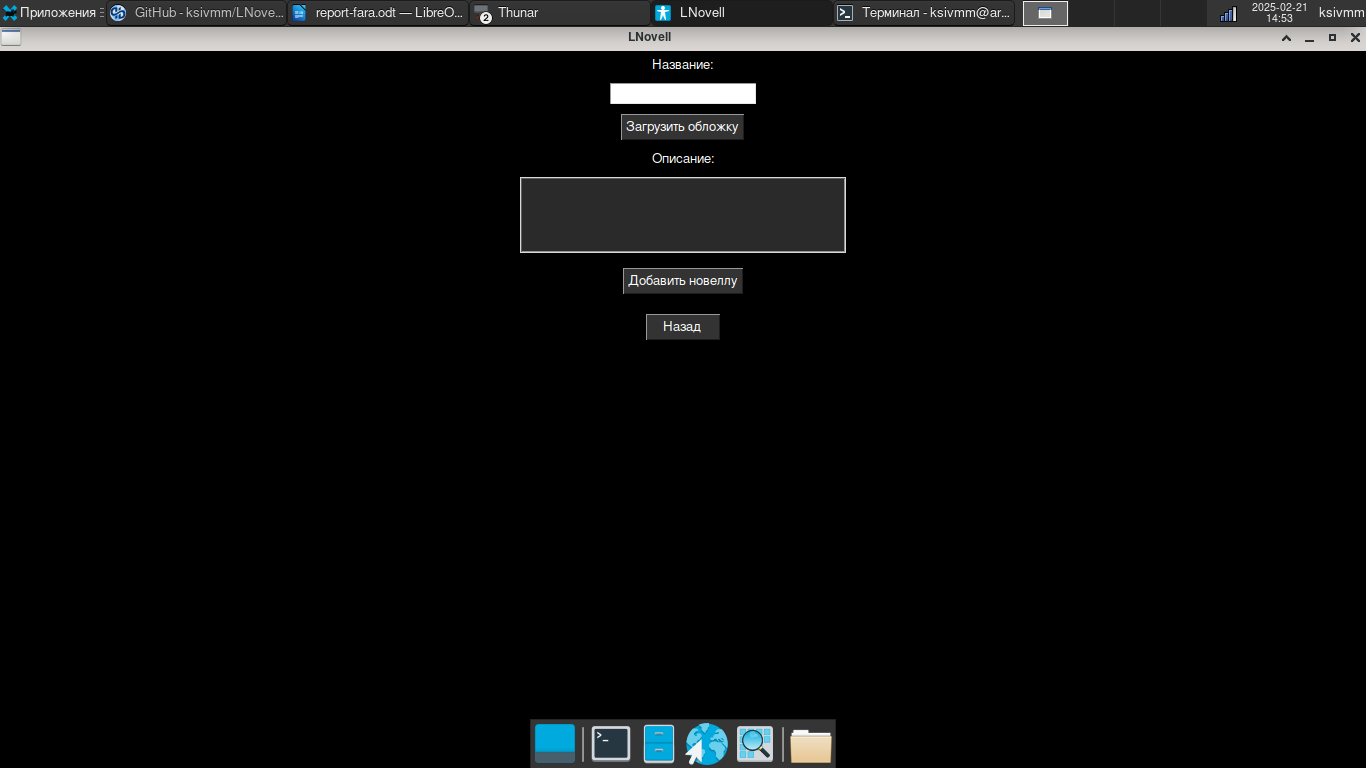 Приложения
GitHub - ksivmm/LNove...
report-fara.odt — LibreO...
2
Thunar
LNovell
Терминал - ksivmm@ar...
2025-02-21
14:53
ksivmm
LNovell
Название:
Загрузить обложку
Описание:
Добавить новеллу
Назад